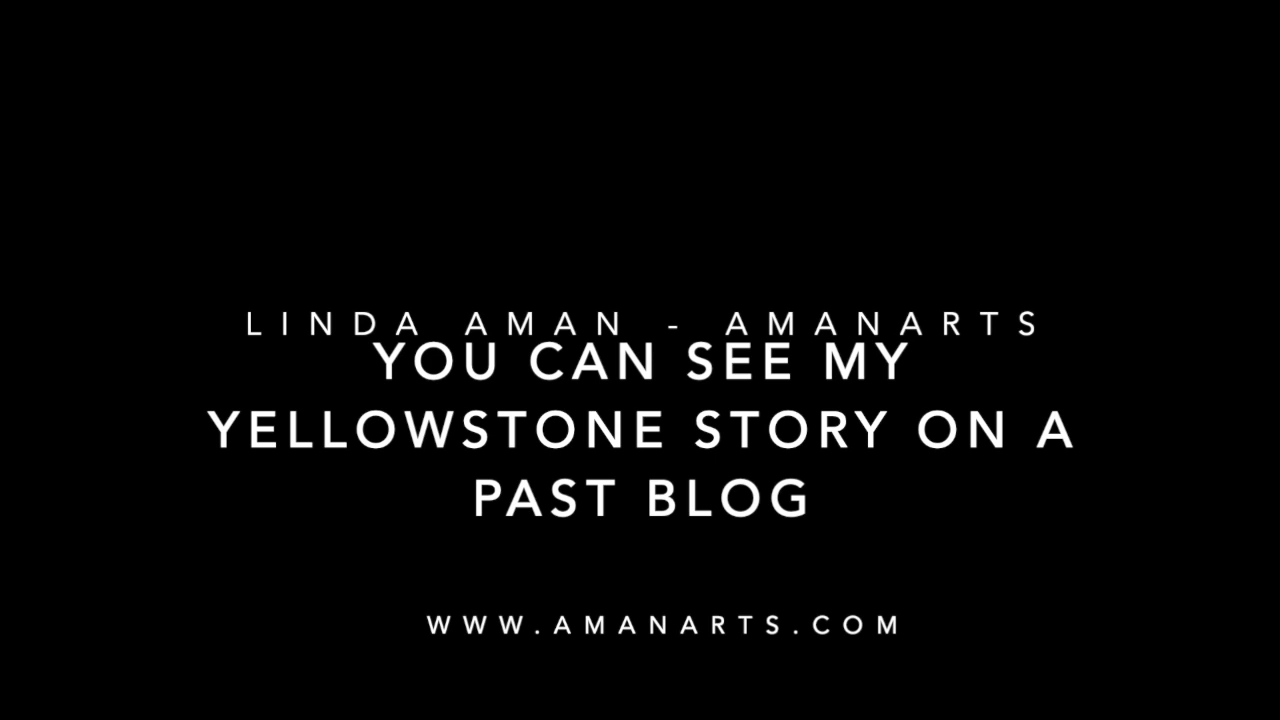 LINDA AMAN - AMANARTS
YOU CAN SEE MY
YELLOWSTONE STORY ON A
PAST BLOG
WWW.AMANARTS.COM